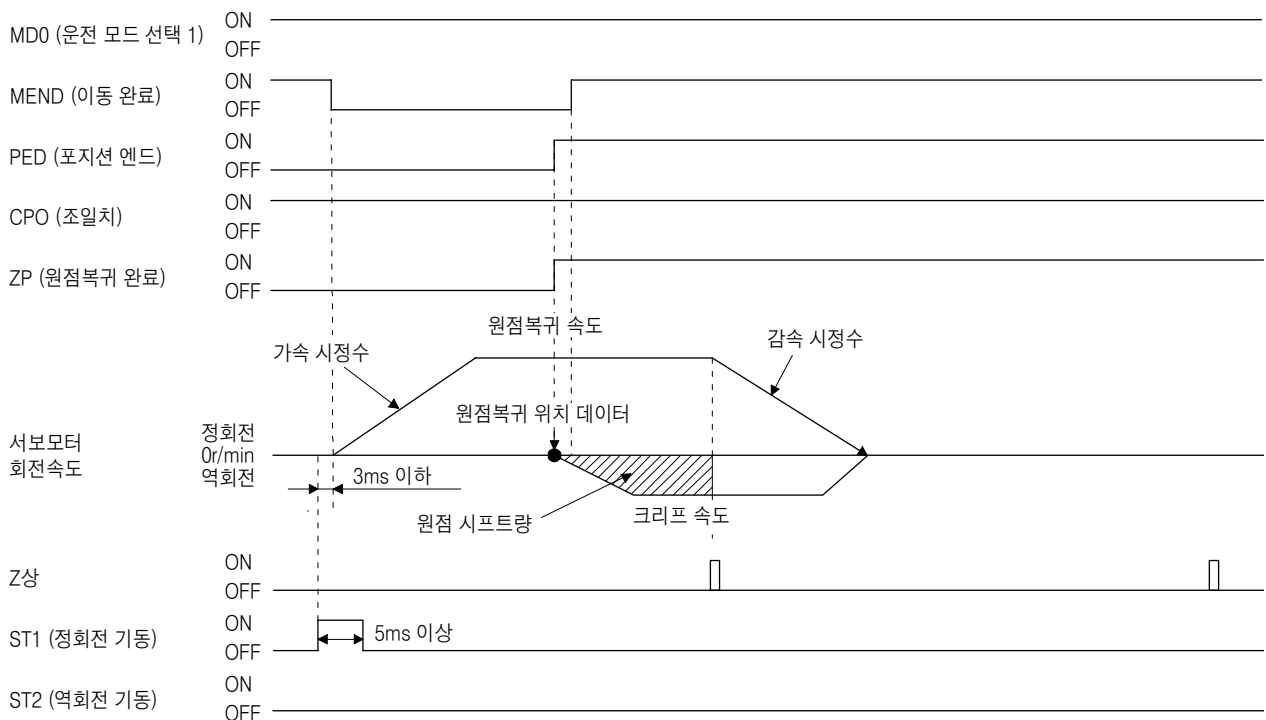 MD0 (운전 모드 선택 1)
ON
OFF
MEND (이동 완료)
ON
OFF
PED (포지션 엔드)
ON
OFF
CPO (조일치)
ON
OFF
ZP (원점복귀 완료)
ON
OFF
원점복귀 속도
가속 시정수
감속 시정수
원점복귀 위치 데이터
서보모터
회전속도
정회전
0r/min
역회전
3ms 이하
원점 시프트량
크리프 속도
Z상
ON
OFF
ST1 (정회전 기동)
ON
OFF
5ms 이상
ST2 (역회전 기동)
ON
OFF